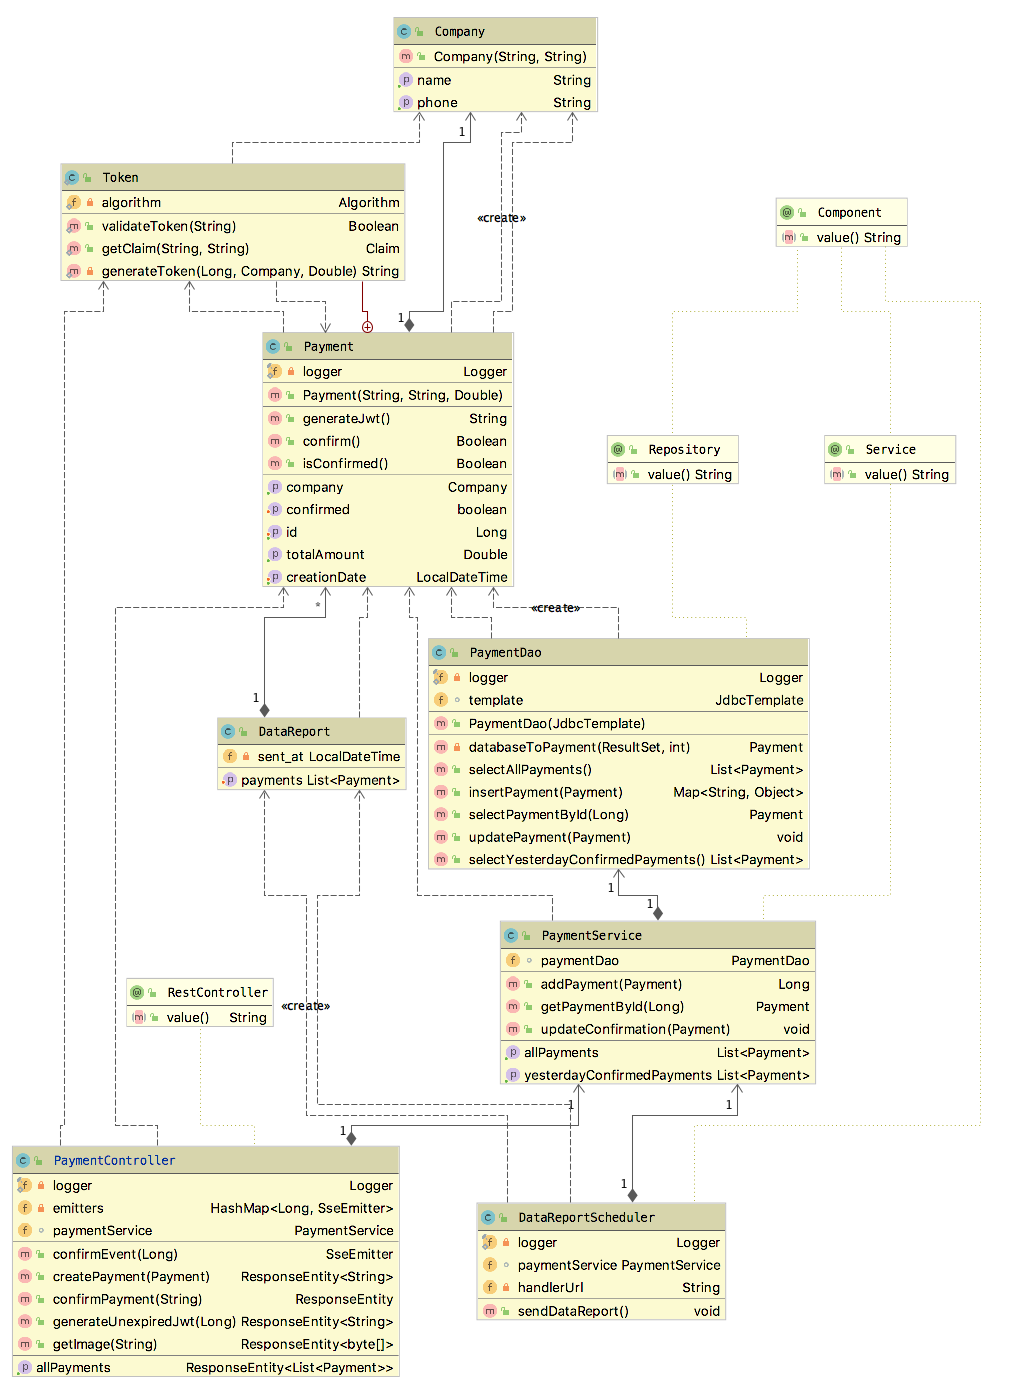 Company
Company(String, String)
name String
phone String
1
Token
algorithm Algorithm
validateToken(String) Boolean
getClaim(String, String) Claim
generateToken(Long, Company, Double) String
«create»
Component
value() String
1
Payment
logger Logger
Payment(String, String, Double)
generateJwt() String
confirm() Boolean
isConfirmed() Boolean
company Company
confirmed boolean
id Long
totalAmount Double
creationDate LocalDateTime
Repository
value() String
Service
value() String
*
«create»
1
DataReport
sent_at LocalDateTime
payments List<Payment>
PaymentDao
logger Logger
template JdbcTemplate
PaymentDao(JdbcTemplate)
databaseToPayment(ResultSet, int) Payment
selectAllPayments() List<Payment>
insertPayment(Payment) Map<String, Object>
selectPaymentById(Long) Payment
updatePayment(Payment) void
selectYesterdayConfirmedPayments() List<Payment>
1
1
PaymentService
paymentDao PaymentDao
addPayment(Payment) Long
getPaymentById(Long) Payment
updateConfirmation(Payment) void
allPayments List<Payment>
yesterdayConfirmedPayments List<Payment>
RestController
value() String
«create»
1
1
1
1
PaymentController
logger Logger
emitters HashMap<Long, SseEmitter>
paymentService PaymentService
confirmEvent(Long) SseEmitter
createPayment(Payment) ResponseEntity<String>
confirmPayment(String) ResponseEntity
generateUnexpiredJwt(Long) ResponseEntity<String>
getImage(String) ResponseEntity<byte[]>
allPayments ResponseEntity<List<Payment>>
DataReportScheduler
logger Logger
paymentService PaymentService
handlerUrl String
sendDataReport() void